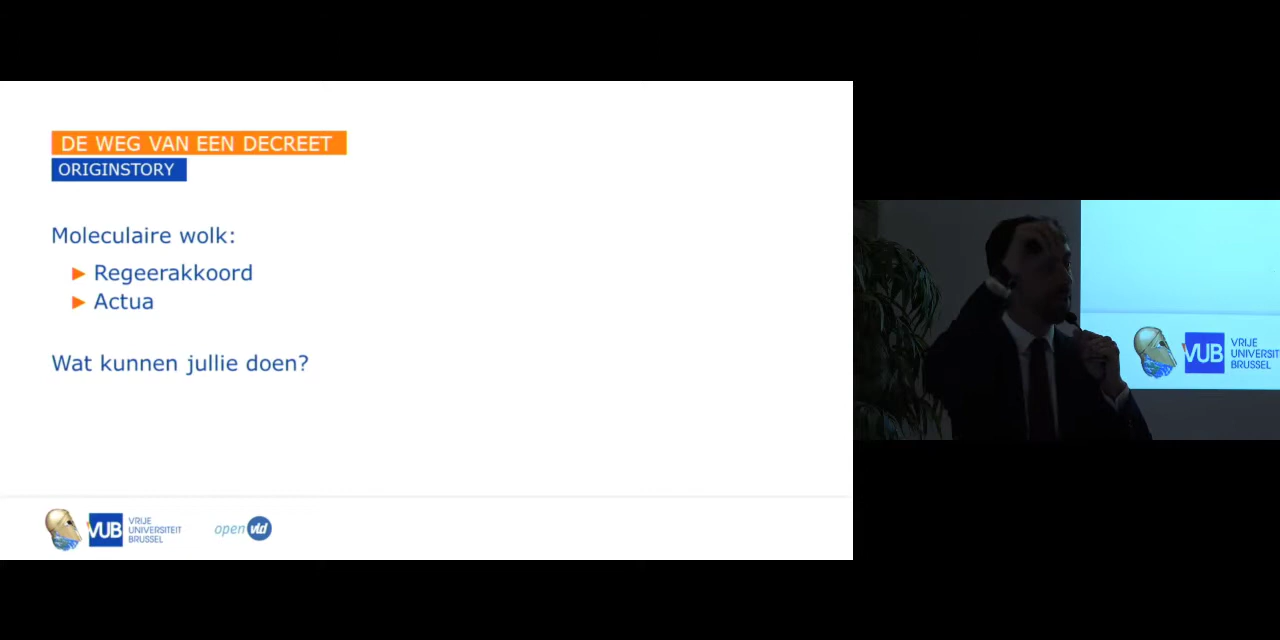 DE WEG VAN EEN DECREET
ORIGINSTORY
Moleculaire wolk:
Regeerakkoord
Actua
Wat kunnen jullie doen?
VUB
VRIJE
UNIVERSITEIT
BRUSSEL
open vld
VUB
VRIJE
UNIVERSIT
BRUSSEL